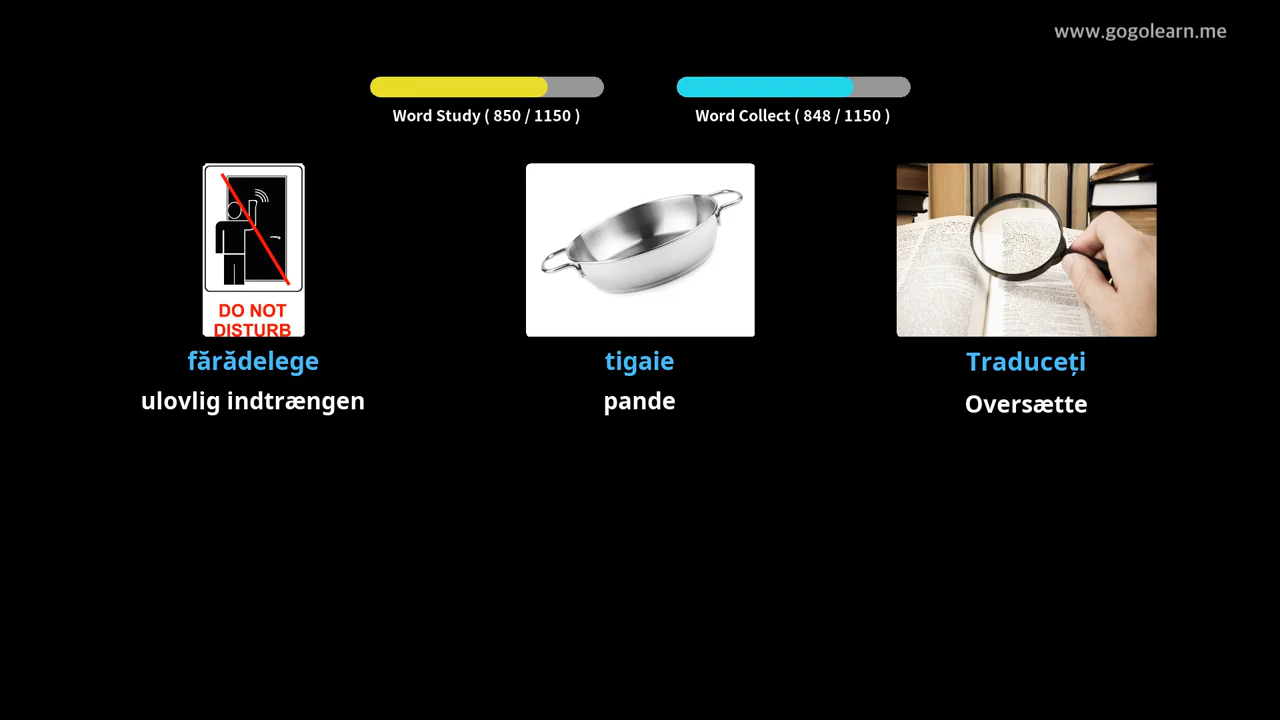 www.gogolearn.me
Word Study ( 850 / 1150 )
Word Collect ( 848 / 1150 )
DO NOT
DISTURB
fărădelege
ulovlig indtrængen
tigaie
pande
Traduceți
Oversætte